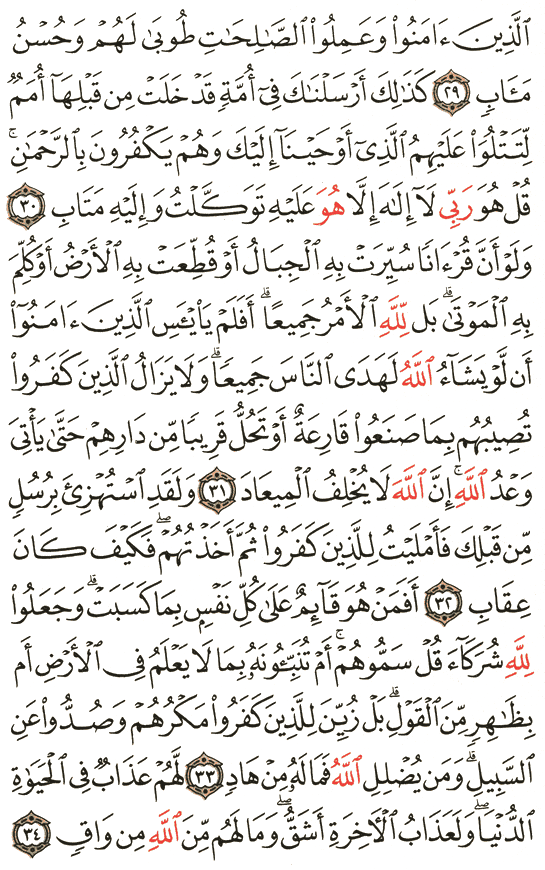 ٱلَّذِينَ ءَامَنُوا۟ وَعَمِلُوا۟ ٱلصَّـٰلِحَـٰتِ طُوبَىٰ لَهُمْ وَحُسْنُ
مَـَٔابٍ ٢٩ كَذَٰلِكَ أَرْسَلْنَـٰكَ فِىٓ أُمَّةٍ قَدْ خَلَتْ مِن قَبْلِهَآ أُمَمٌ
لِّتَتْلُوَا۟ عَلَيْهِمُ ٱلَّذِىٓ أَوْحَيْنَآ إِلَيْكَ وَهُمْ يَكْفُرُونَ بِٱلرَّحْمَـٰنِ ۚ
قُلْ هُوَ رَبِّى لَآ إِلَـٰهَ إِلَّا هُوَ عَلَيْهِ تَوَكَّلْتُ وَإِلَيْهِ مَتَابِ ٣٠
وَلَوْ أَنَّ قُرْءَانًا سُيِّرَتْ بِهِ ٱلْجِبَالُ أَوْ قُطِّعَتْ بِهِ ٱلْأَرْضُ أَوْ كُلِّمَ
بِهِ ٱلْمَوْتَىٰ ۗ بَل لِّلَّهِ ٱلْأَمْرُ جَمِيعًا ۗ أَفَلَمْ يَا۟يْـَٔسِ ٱلَّذِينَ ءَامَنُوٓا۟
أَن لَّوْ يَشَآءُ ٱللَّهُ لَهَدَى ٱلنَّاسَ جَمِيعًا ۗ وَلَا يَزَالُ ٱلَّذِينَ كَفَرُوا۟
تُصِيبُهُم بِمَا صَنَعُوا۟ قَارِعَةٌ أَوْ تَحُلُّ قَرِيبًا مِّن دَارِهِمْ حَتَّىٰ يَأْتِىَ
وَعْدُ ٱللَّهِ ۚ إِنَّ ٱللَّهَ لَا يُخْلِفُ ٱلْمِيعَادَ ٣١ وَلَقَدِ ٱسْتُهْزِئَ بِرُسُلٍ
مِّن قَبْلِكَ فَأَمْلَيْتُ لِلَّذِينَ كَفَرُوا۟ ثُمَّ أَخَذْتُهُمْ ۖ فَكَيْفَ كَانَ
عِقَابِ ٣٢ أَفَمَنْ هُوَ قَآئِمٌ عَلَىٰ كُلِّ نَفْسٍۭ بِمَا كَسَبَتْ ۗ وَجَعَلُوا۟
لِلَّهِ شُرَكَآءَ قُلْ سَمُّوهُمْ ۚ أَمْ تُنَبِّـُٔونَهُۥ بِمَا لَا يَعْلَمُ فِى ٱلْأَرْضِ أَم
بِظَـٰهِرٍ مِّنَ ٱلْقَوْلِ ۗ بَلْ زُيِّنَ لِلَّذِينَ كَفَرُوا۟ مَكْرُهُمْ وَصُدُّوا۟ عَنِ
ٱلسَّبِيلِ ۗ وَمَن يُضْلِلِ ٱللَّهُ فَمَا لَهُۥ مِنْ هَادٍ ٣٣ لَّهُمْ عَذَابٌ فِى ٱلْحَيَوٰةِ
ٱلدُّنْيَا ۖ وَلَعَذَابُ ٱلْـَٔاخِرَةِ أَشَقُّ ۖ وَمَا لَهُم مِّنَ ٱللَّهِ مِن وَاقٍ ٣٤